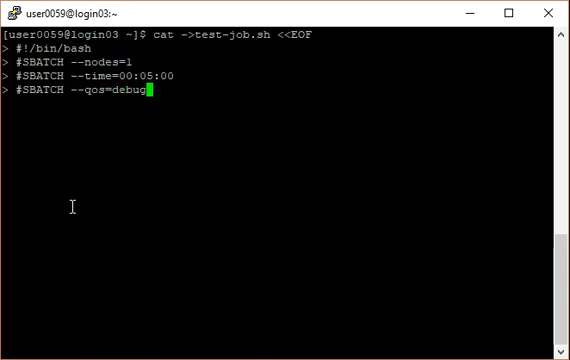 user0059@login03:~
[user0059@login03 ~]$ cat ->test-job.sh <<EOF
> #!/bin/bash
> #SBATCH --nodes=1
> #SBATCH --time=00:05:00
> #SBATCH --qos=debug